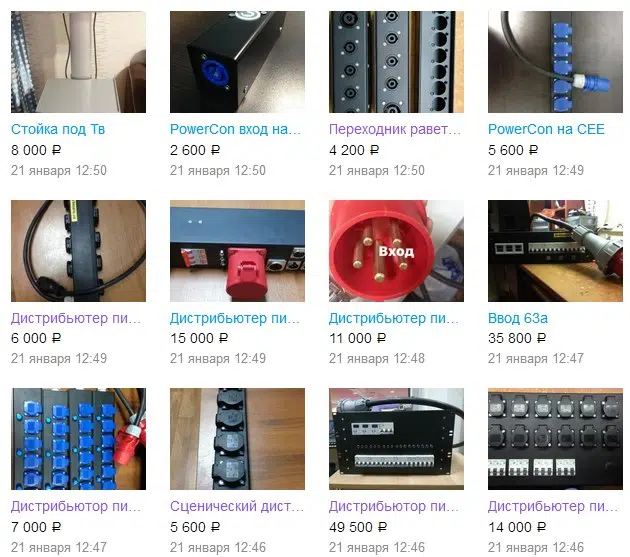 Стойка под Тв
8 000 ₽
21 января 12:50
PowerCon вход на…
2 600 ₽
21 января 12:50
Переходник равет…
4 200 ₽
21 января 12:50
PowerCon на CEE
5 600 ₽
21 января 12:49
Дистрибьютер пи…
6 000 ₽
21 января 12:49
Дистрибьютер пи…
15 000 ₽
21 января 12:49
Вход
Дистрибьютер пи…
11 000 ₽
21 января 12:48
Ввод 63а
35 800 ₽
21 января 12:47
Дистрибьютор пи…
7 000 ₽
21 января 12:47
Сценический дист…
5 600 ₽
21 января 12:46
Дистрибьютор пи…
49 500 ₽
21 января 12:46
Дистрибьютер пи…
14 000 ₽
21 января 12:46